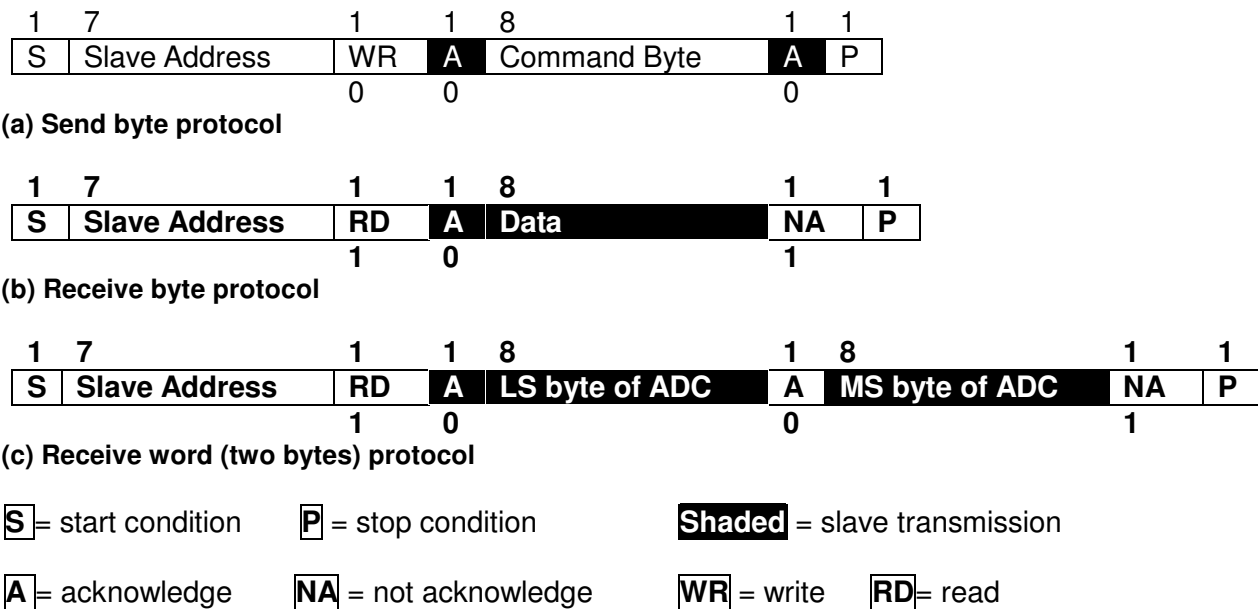 1 7 1 1 8 1 1
S Slave Address WR A Command Byte A P
0 0 0
(a) Send byte protocol
1 7 1 1 8 1 1
S Slave Address RD A Data NA P
1 0 1
(b) Receive byte protocol
1 7 1 1 8 1 8 1 1
S Slave Address RD A LS byte of ADC A MS byte of ADC NA P
1 0 0 1
(c) Receive word (two bytes) protocol
S = start condition P = stop condition Shaded = slave transmission
A = acknowledge NA = not acknowledge WR = write RD = read